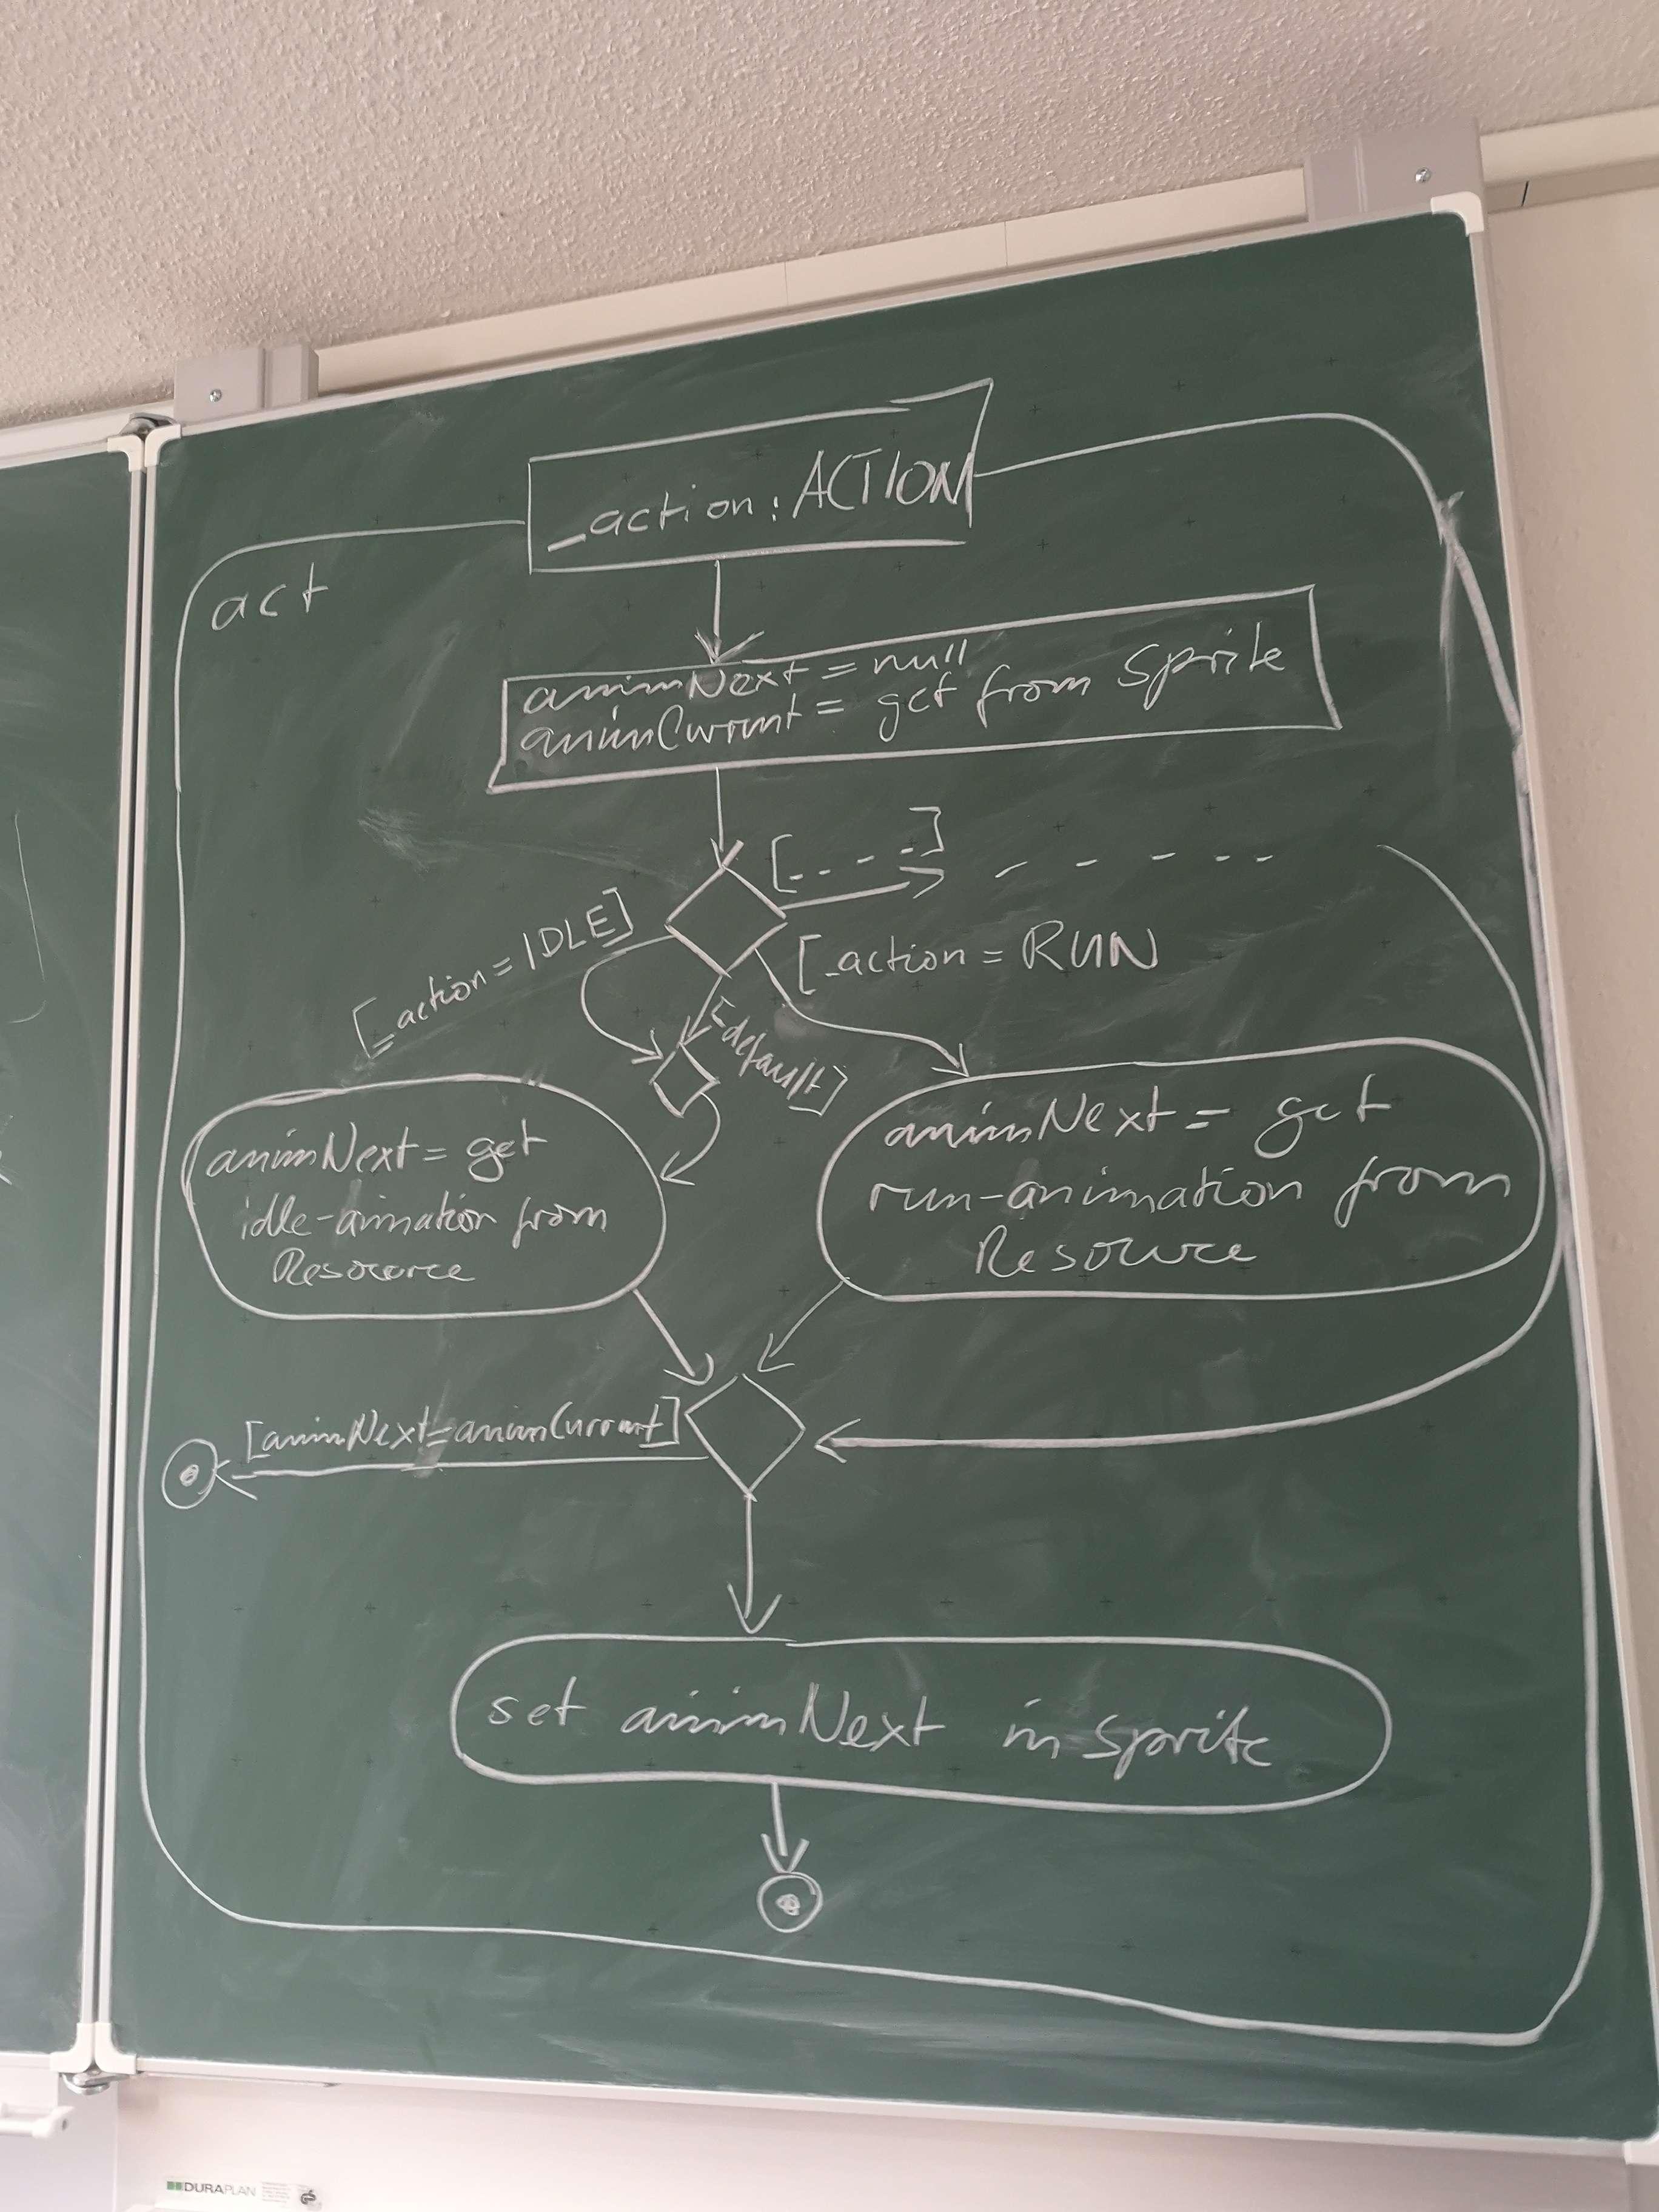 _action: ACTION
act
animNext = null
animCurrent = get from Sprite
[- - - -]
[_action = IDLE]
[_action = RUN
[default]
animNext = get
idle-aimation from
Resource
animNext = get
run-animation from
Resource
[animNext=animCurrent]
set animNext in sprite
DURAPLAN